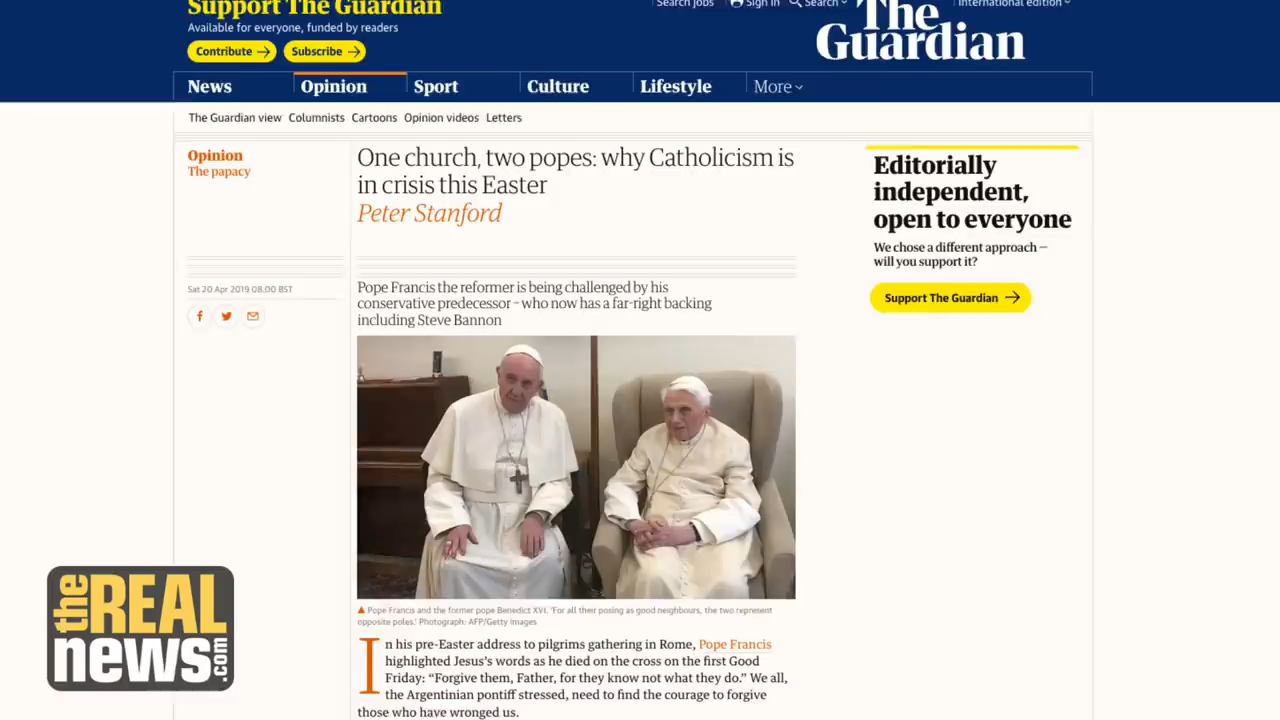 Support The Guardian
Available for everyone, funded by readers
Contribute →
Subscribe →
Search jobs
Sign in
Search
International edition
The Guardian
News
Opinion
Sport
Culture
Lifestyle
More
The Guardian view
Columnists
Cartoons
Opinion videos
Letters
Opinion
The papacy
One church, two popes: why Catholicism is
in crisis this Easter
Peter Stanford
Sat 20 Apr 2019 08.00 BST
Pope Francis the reformer is being challenged by his
conservative predecessor – who now has a far-right backing
including Steve Bannon
Pope Francis and the former pope Benedict XVI. ‘For all their posing as good neighbours, the two represent
opposite poles.’ Photograph: AFP/Getty Images
In his pre-Easter address to pilgrims gathering in Rome, Pope Francis
highlighted Jesus’s words as he died on the cross on the first Good
Friday: “Forgive them, Father, for they know not what they do.” We all,
the Argentinian pontiff stressed, need to find the courage to forgive
those who have wronged us.
Editorially
independent,
open to everyone
We chose a different approach —
will you support it?
Support The Guardian →
the REAL
news.com